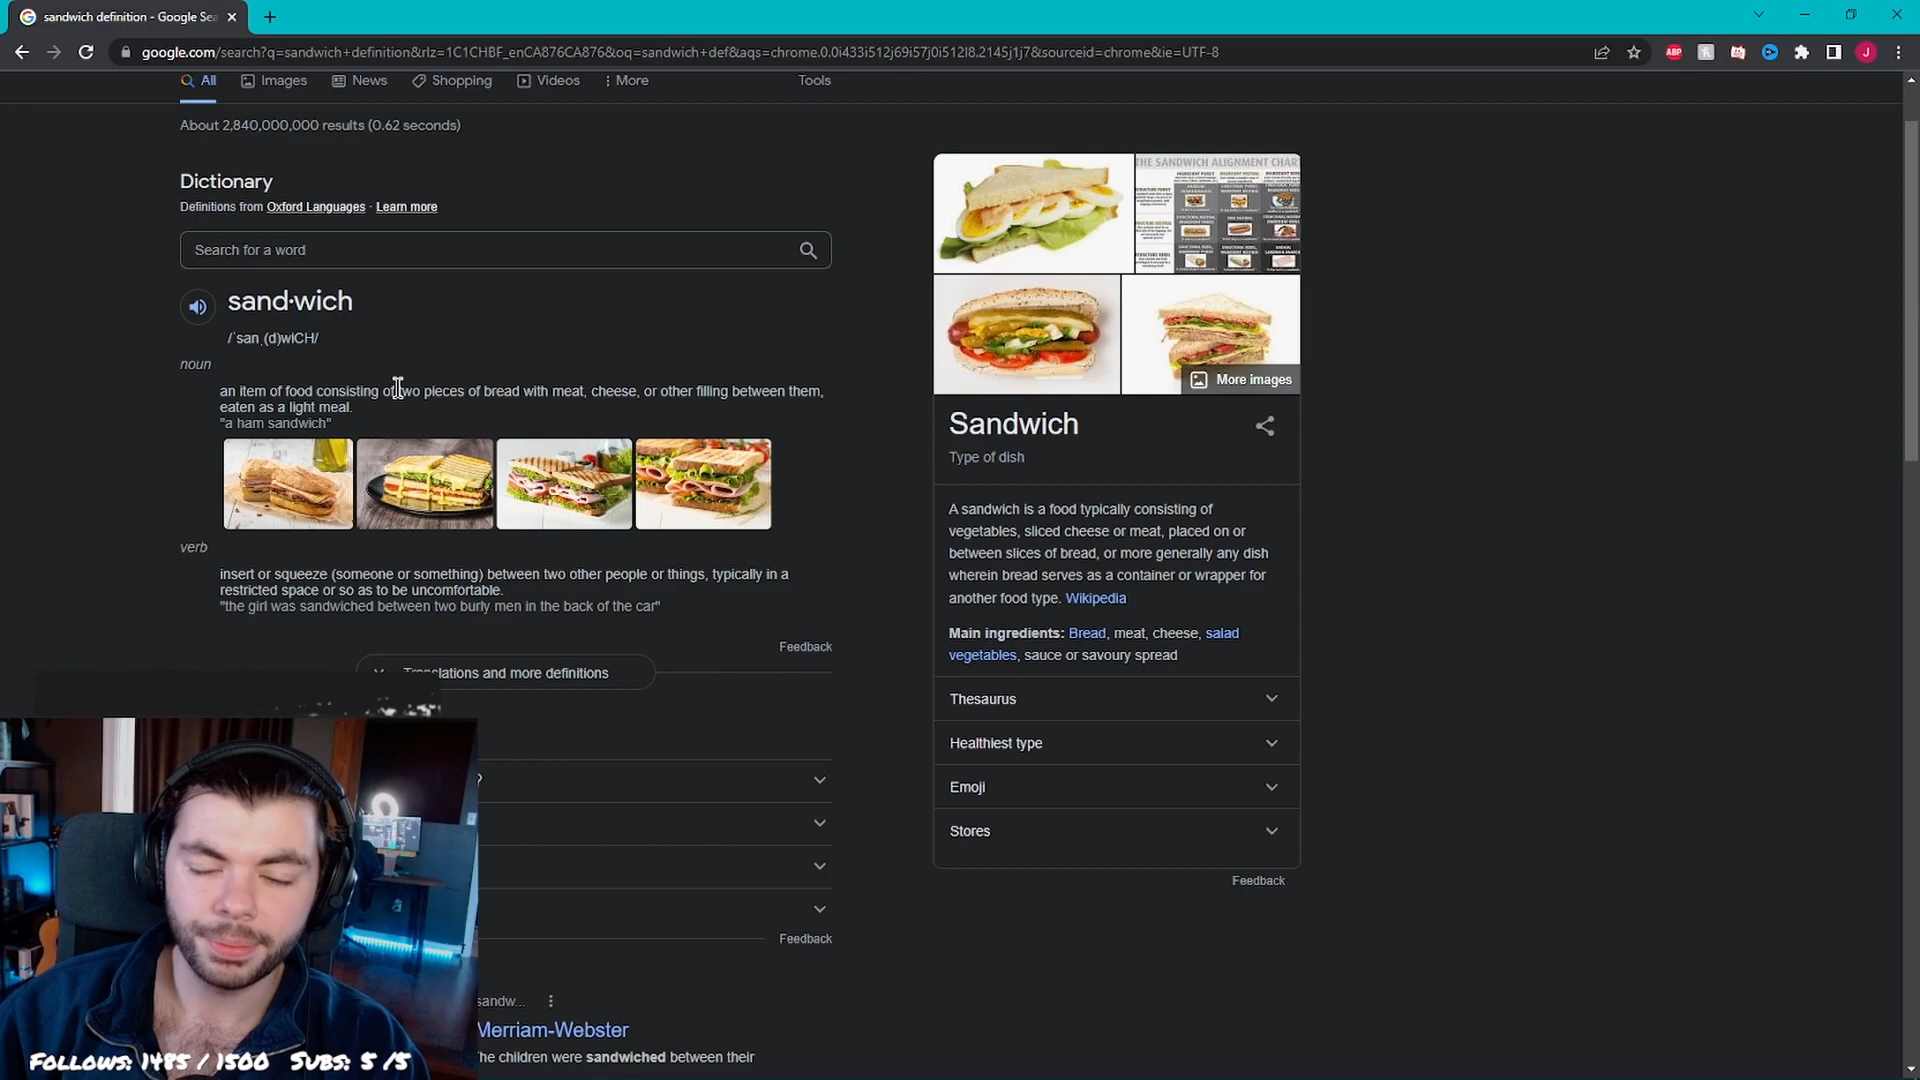 sandwich definition - Google Sea
google.com/search?q=sandwich+definition&rlz=1C1CHBF_enCA876CA876&oq=sandwich+def&aqs=chrome.0.0i433i512j69i57j0i512l8.2145j1j7&sourceid=chrome&ie=UTF-8
ABP
J
All Images News Shopping Videos More Tools
About 2,840,000,000 results (0.62 seconds)
Dictionary
Definitions from Oxford Languages · Learn more
Search for a word
sand·wich
/ˈsanˌ(d)wiCH/
noun
an item of food consisting of two pieces of bread with meat, cheese, or other filling between them,
eaten as a light meal.
"a ham sandwich"
verb
insert or squeeze (someone or something) between two other people or things, typically in a
restricted space or so as to be uncomfortable.
"the girl was sandwiched between two burly men in the back of the car"
Feedback
Translations and more definitions
?
Feedback
sandw...
Merriam-Webster
The children were sandwiched between their
THE SANDWICH ALIGNMENT CHART
More images
Sandwich
Type of dish
A sandwich is a food typically consisting of
vegetables, sliced cheese or meat, placed on or
between slices of bread, or more generally any dish
wherein bread serves as a container or wrapper for
another food type. Wikipedia
Main ingredients: Bread, meat, cheese, salad
vegetables, sauce or savoury spread
Thesaurus
Healthiest type
Emoji
Stores
Feedback
Follows: 1485 / 1500 Subs: 5 /5